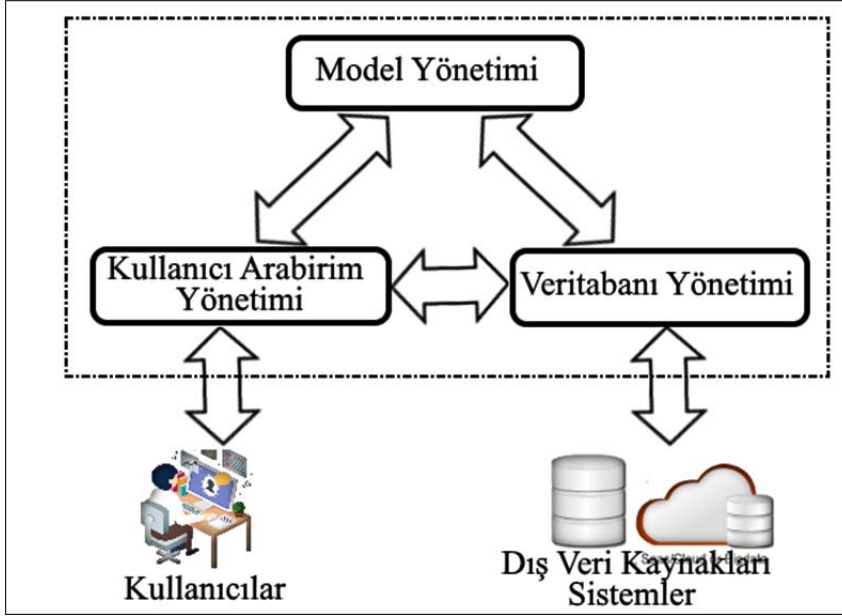 Model Yönetimi
Kullanıcı Arabirim
Yönetimi
Veritabanı Yönetimi
Kullanıcılar
Dış Veri Kaynakları
Sistemler